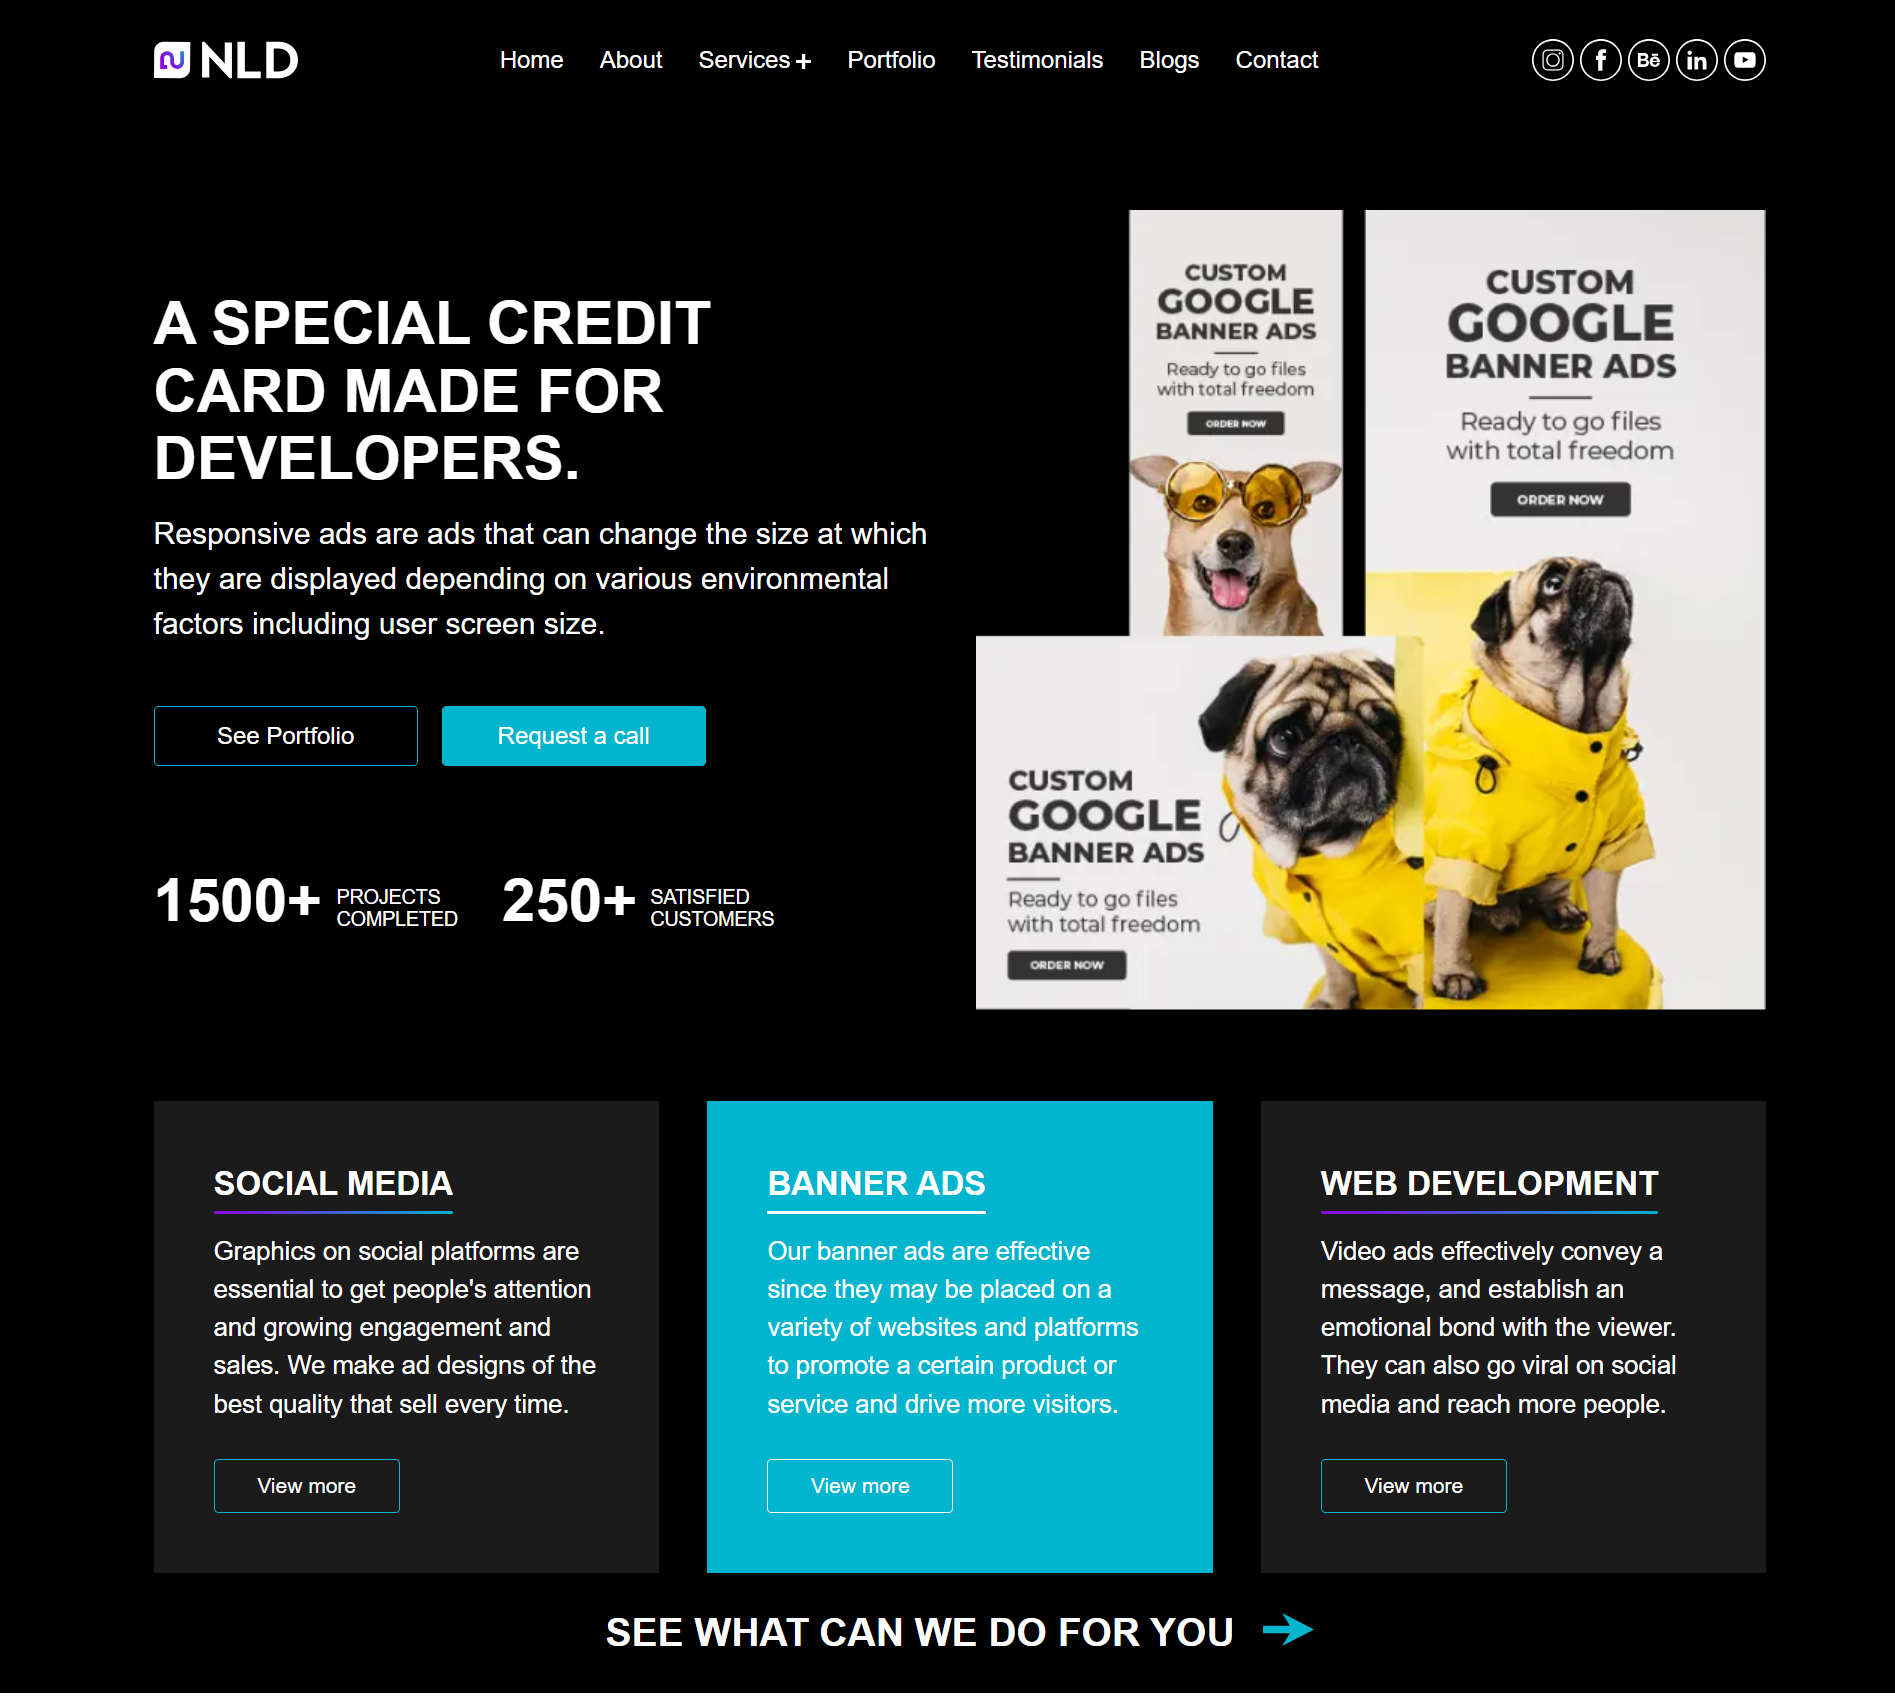 NLD
Home About Services + Portfolio Testimonials Blogs Contact
Bē in
A SPECIAL CREDIT
CARD MADE FOR
DEVELOPERS.
Responsive ads are ads that can change the size at which
they are displayed depending on various environmental
factors including user screen size.
See Portfolio Request a call
1500+ PROJECTS
COMPLETED
250+ SATISFIED
CUSTOMERS
CUSTOM
GOOGLE
BANNER ADS
Ready to go files
with total freedom
ORDER NOW
CUSTOM
GOOGLE
BANNER ADS
Ready to go files
with total freedom
ORDER NOW
CUSTOM
GOOGLE
BANNER ADS
Ready to go files
with total freedom
ORDER NOW
SOCIAL MEDIA
Graphics on social platforms are
essential to get people's attention
and growing engagement and
sales. We make ad designs of the
best quality that sell every time.
View more
BANNER ADS
Our banner ads are effective
since they may be placed on a
variety of websites and platforms
to promote a certain product or
service and drive more visitors.
View more
WEB DEVELOPMENT
Video ads effectively convey a
message, and establish an
emotional bond with the viewer.
They can also go viral on social
media and reach more people.
View more
SEE WHAT CAN WE DO FOR YOU